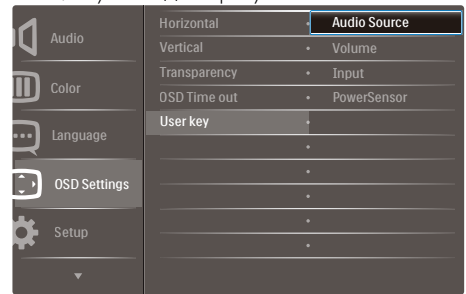 Audio
Color
Language
OSD Settings
Setup
Horizontal
Vertical
Transparency
OSD Time out
User key
Audio Source
Volume
Input
PowerSensor